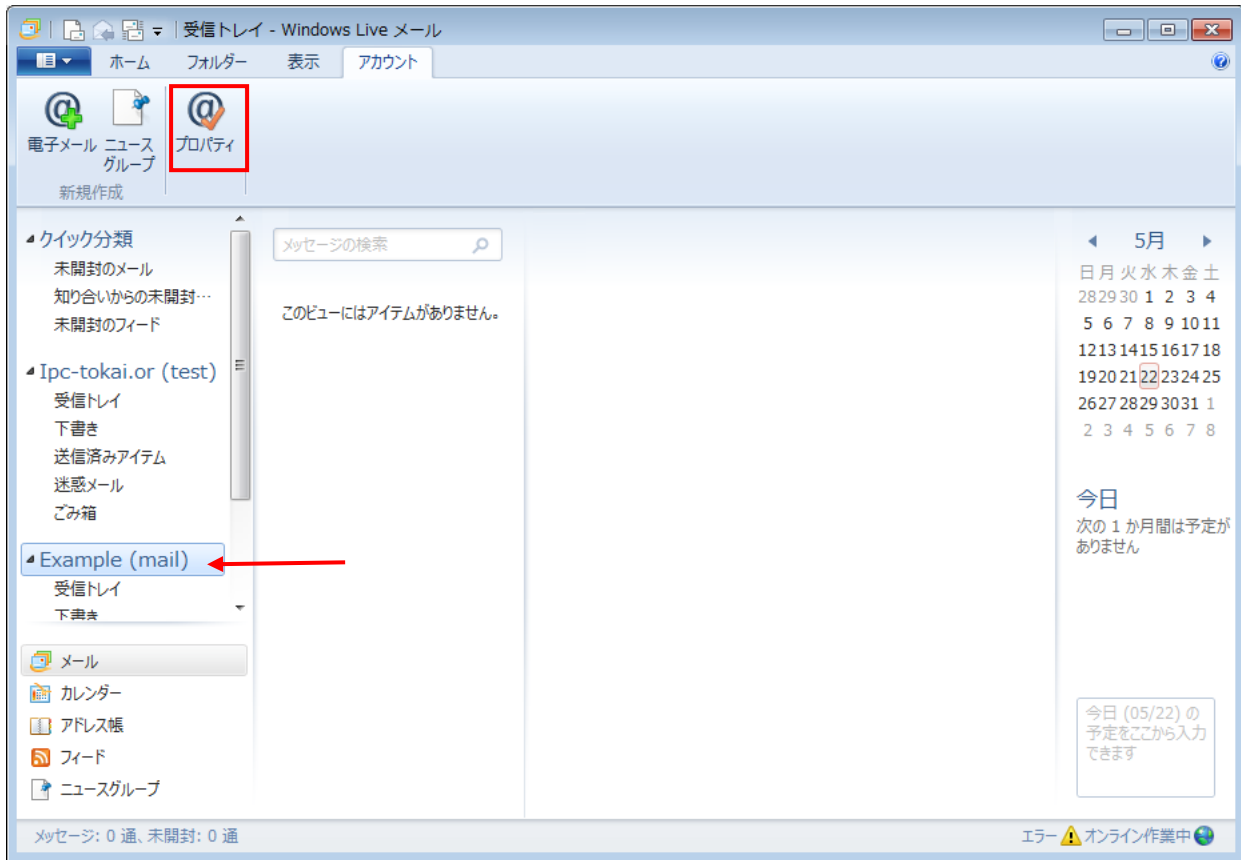 受信トレイ - Windows Live メール
ホーム フォルダー 表示 アカウント
電子メール ニュース グループ プロパティ
新規作成
クイック分類
未開封のメール
知り合いからの未開封…
未開封のフィード
Ipc-tokai.or (test)
受信トレイ
下書き
送信済みアイテム
迷惑メール
ごみ箱
Example (mail)
受信トレイ
下書き
メール
カレンダー
アドレス帳
フィード
ニュースグループ
メッセージの検索
このビューにはアイテムがありません。
5月
日 月 火 水 木 金 土
28 29 30 1 2 3 4
5 6 7 8 9 10 11
12 13 14 15 16 17 18
19 20 21 22 23 24 25
26 27 28 29 30 31 1
2 3 4 5 6 7 8
今日
次の 1 か月間は予定が
ありません
今日 (05/22) の
予定をここから入力
できます
メッセージ: 0 通、未開封: 0 通
エラー オンライン作業中